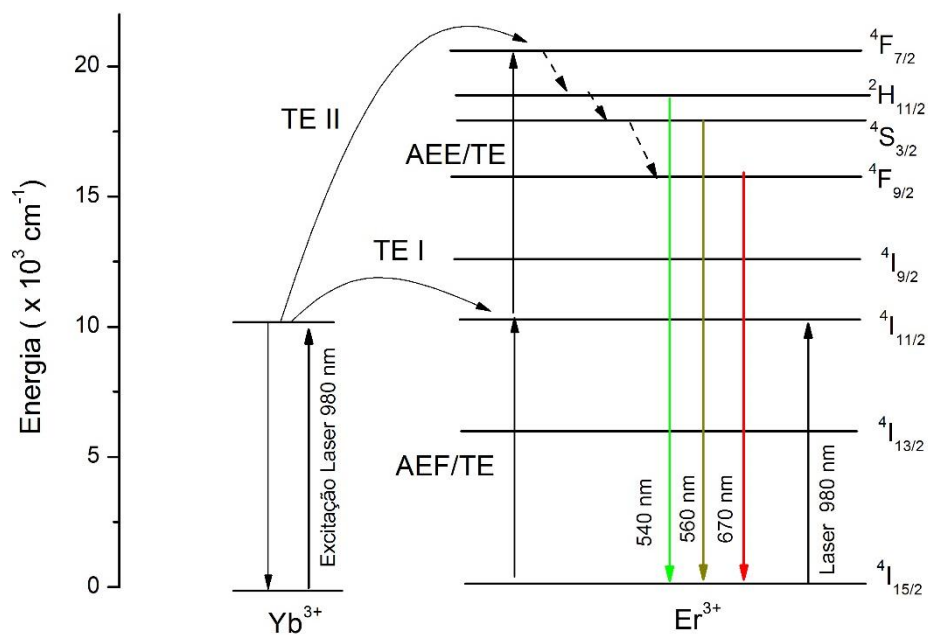 Energia ( x 10³ cm⁻¹)
20
15
10
5
0
TE II
TE I
AEE/TE
AEF/TE
Excitação Laser 980 nm
540 nm
560 nm
670 nm
Laser 980 nm
⁴F₇/₂
²H₁₁/₂
⁴S₃/₂
⁴F₉/₂
⁴I₉/₂
⁴I₁₁/₂
⁴I₁₃/₂
⁴I₁₅/₂
Yb³⁺
Er³⁺